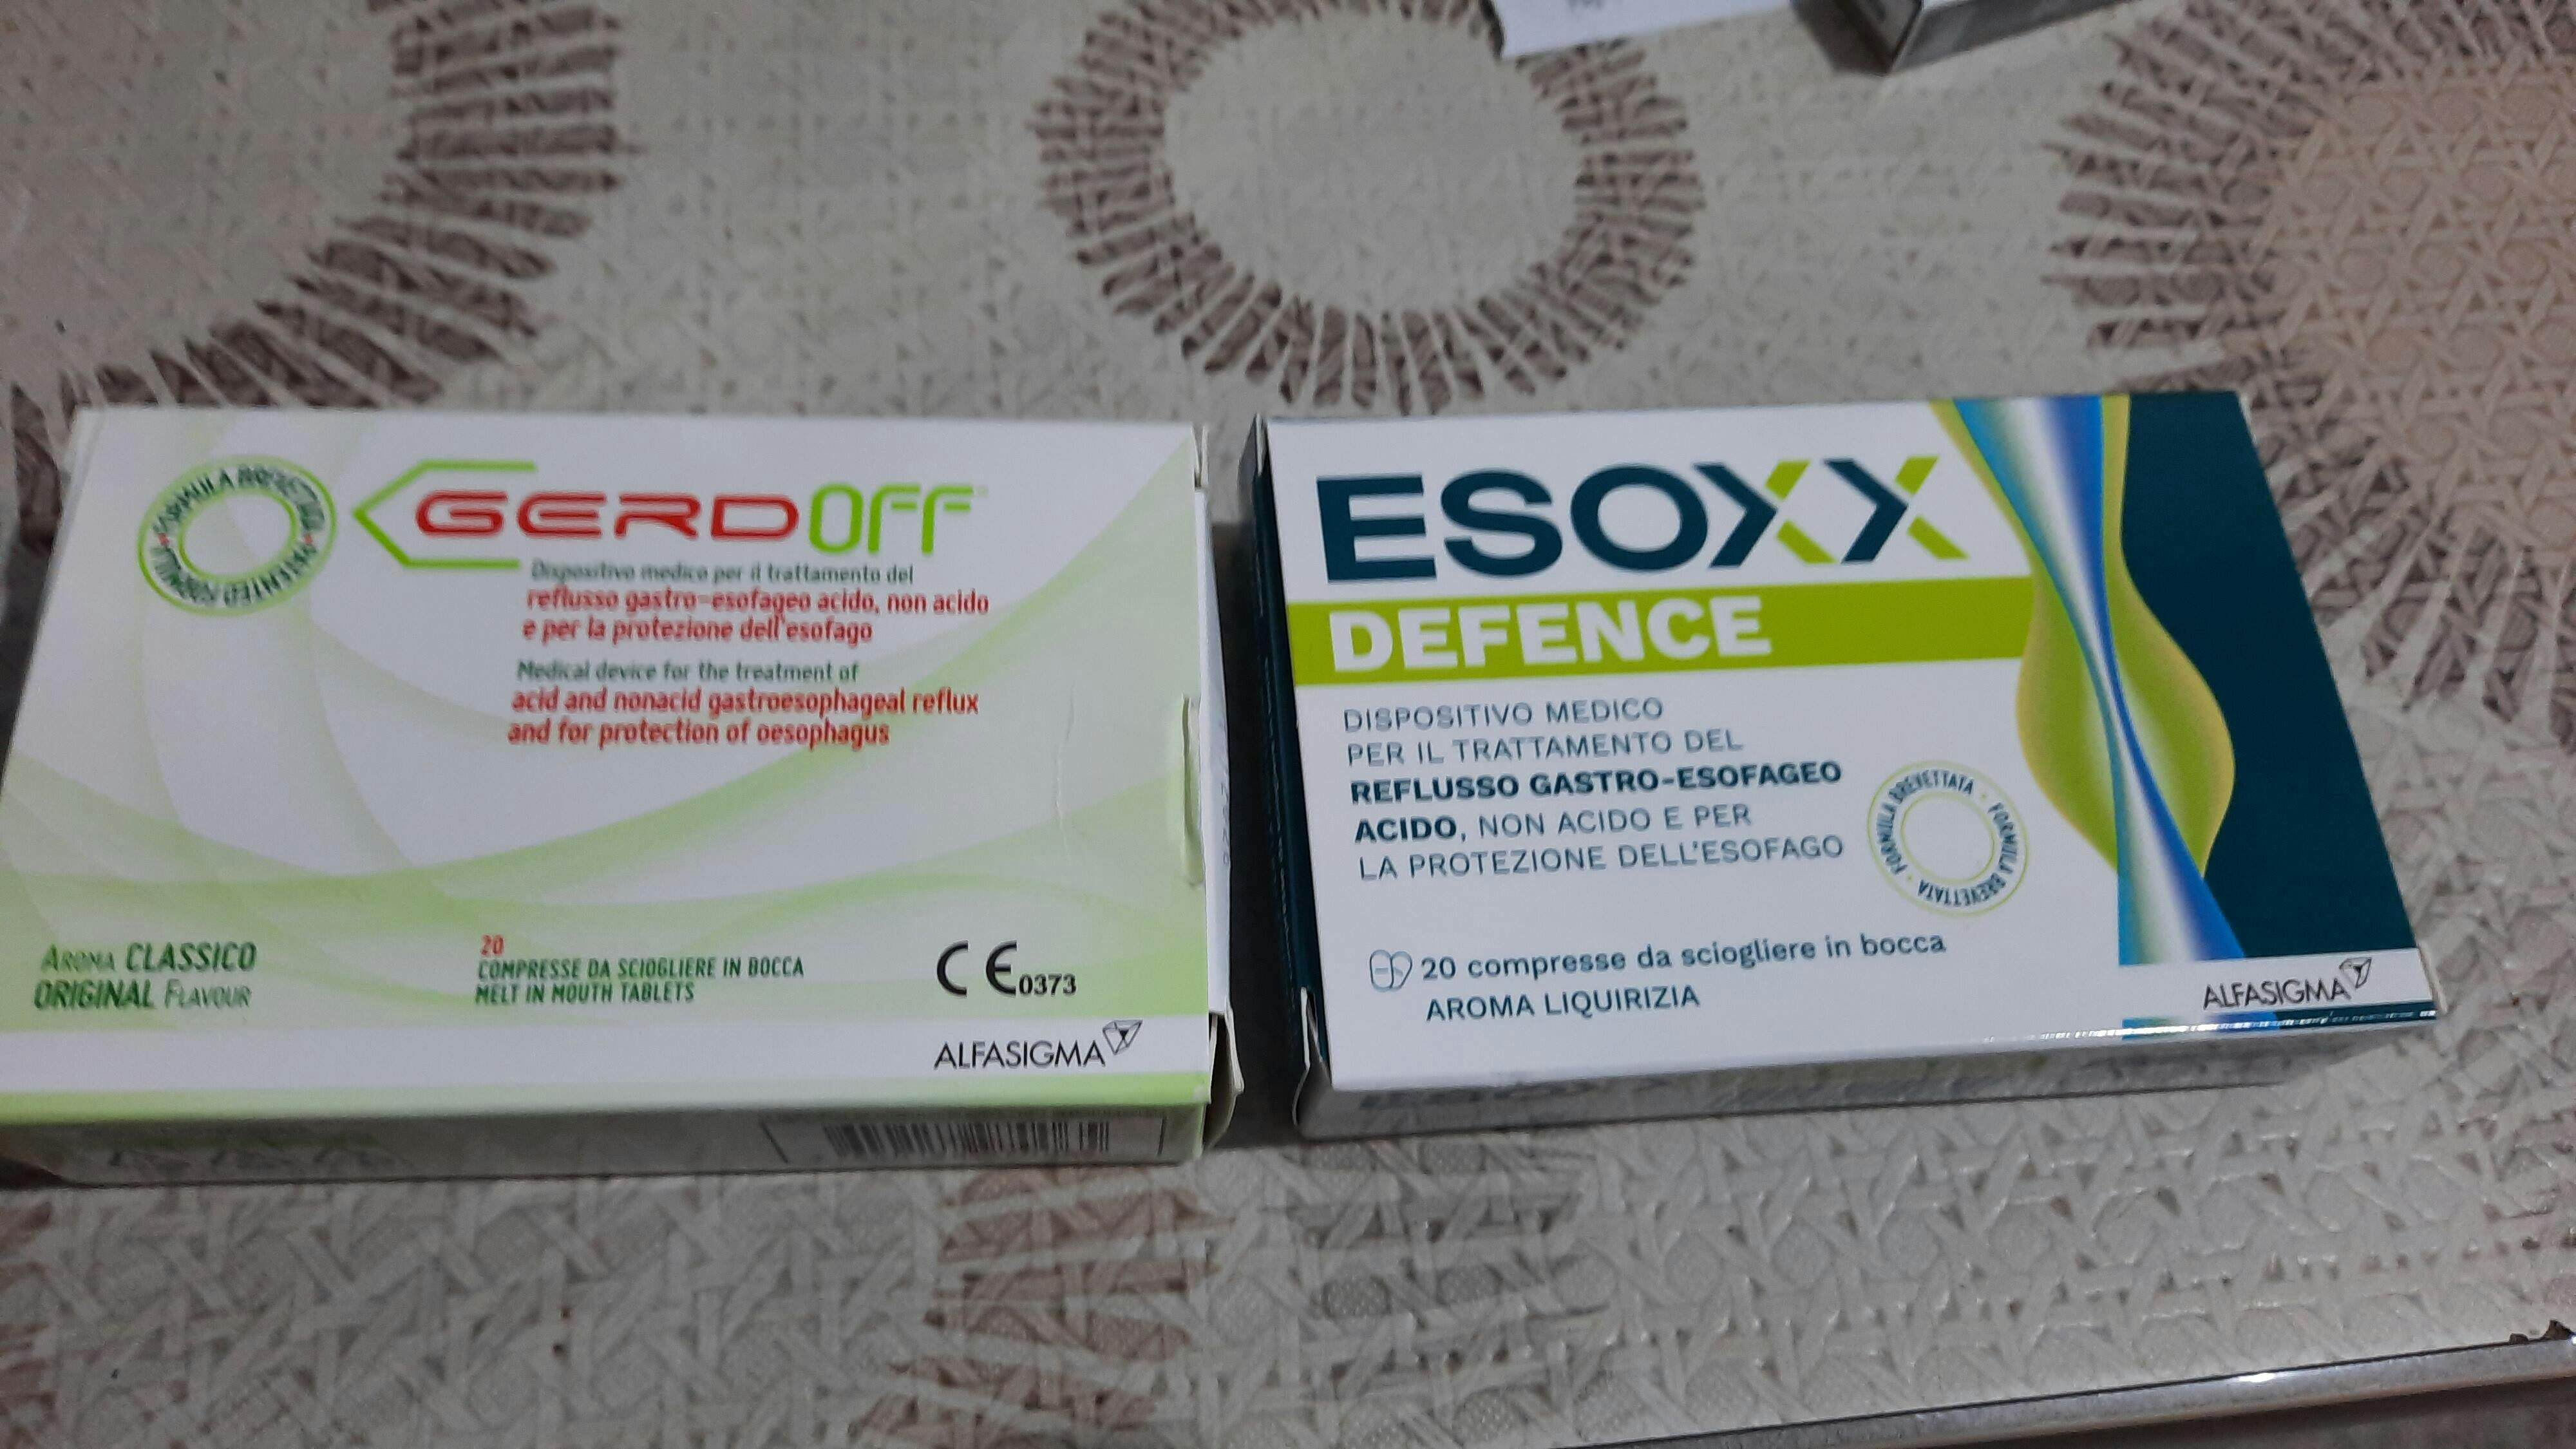 FORMULA BREVETTATA • PATENTED FORMULA •
GERDOFF
Dispositivo medico per il trattamento del
reflusso gastro-esofageo acido, non acido
e per la protezione dell'esofago
Medical device for the treatment of
acid and nonacid gastroesophageal reflux
and for protection of oesophagus
AROMA CLASSICO
ORIGINAL FLAVOUR
20
COMPRESSE DA SCIOGLIERE IN BOCCA
MELT IN MOUTH TABLETS
CE0373
ALFASIGMA
ESOXX
DEFENCE
DISPOSITIVO MEDICO
PER IL TRATTAMENTO DEL
REFLUSSO GASTRO-ESOFAGEO
ACIDO, NON ACIDO E PER
LA PROTEZIONE DELL'ESOFAGO
FORMULA BREVETTATA • FORMULA BREVETTATA •
20 compresse da sciogliere in bocca
AROMA LIQUIRIZIA
ALFASIGMA